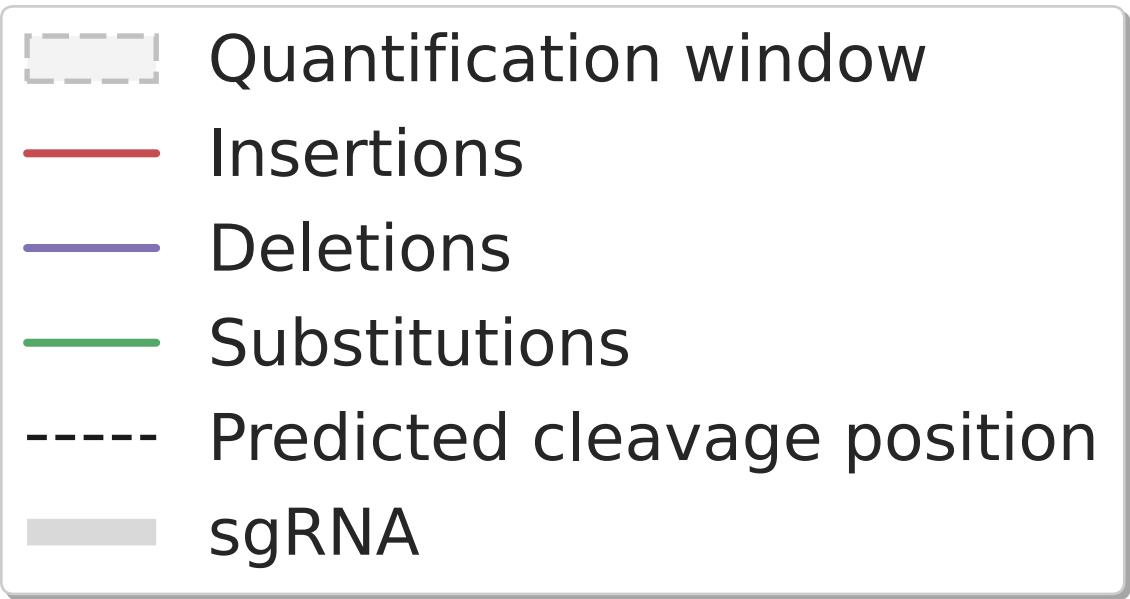 Quantification window
Insertions
Deletions
Substitutions
Predicted cleavage position
sgRNA